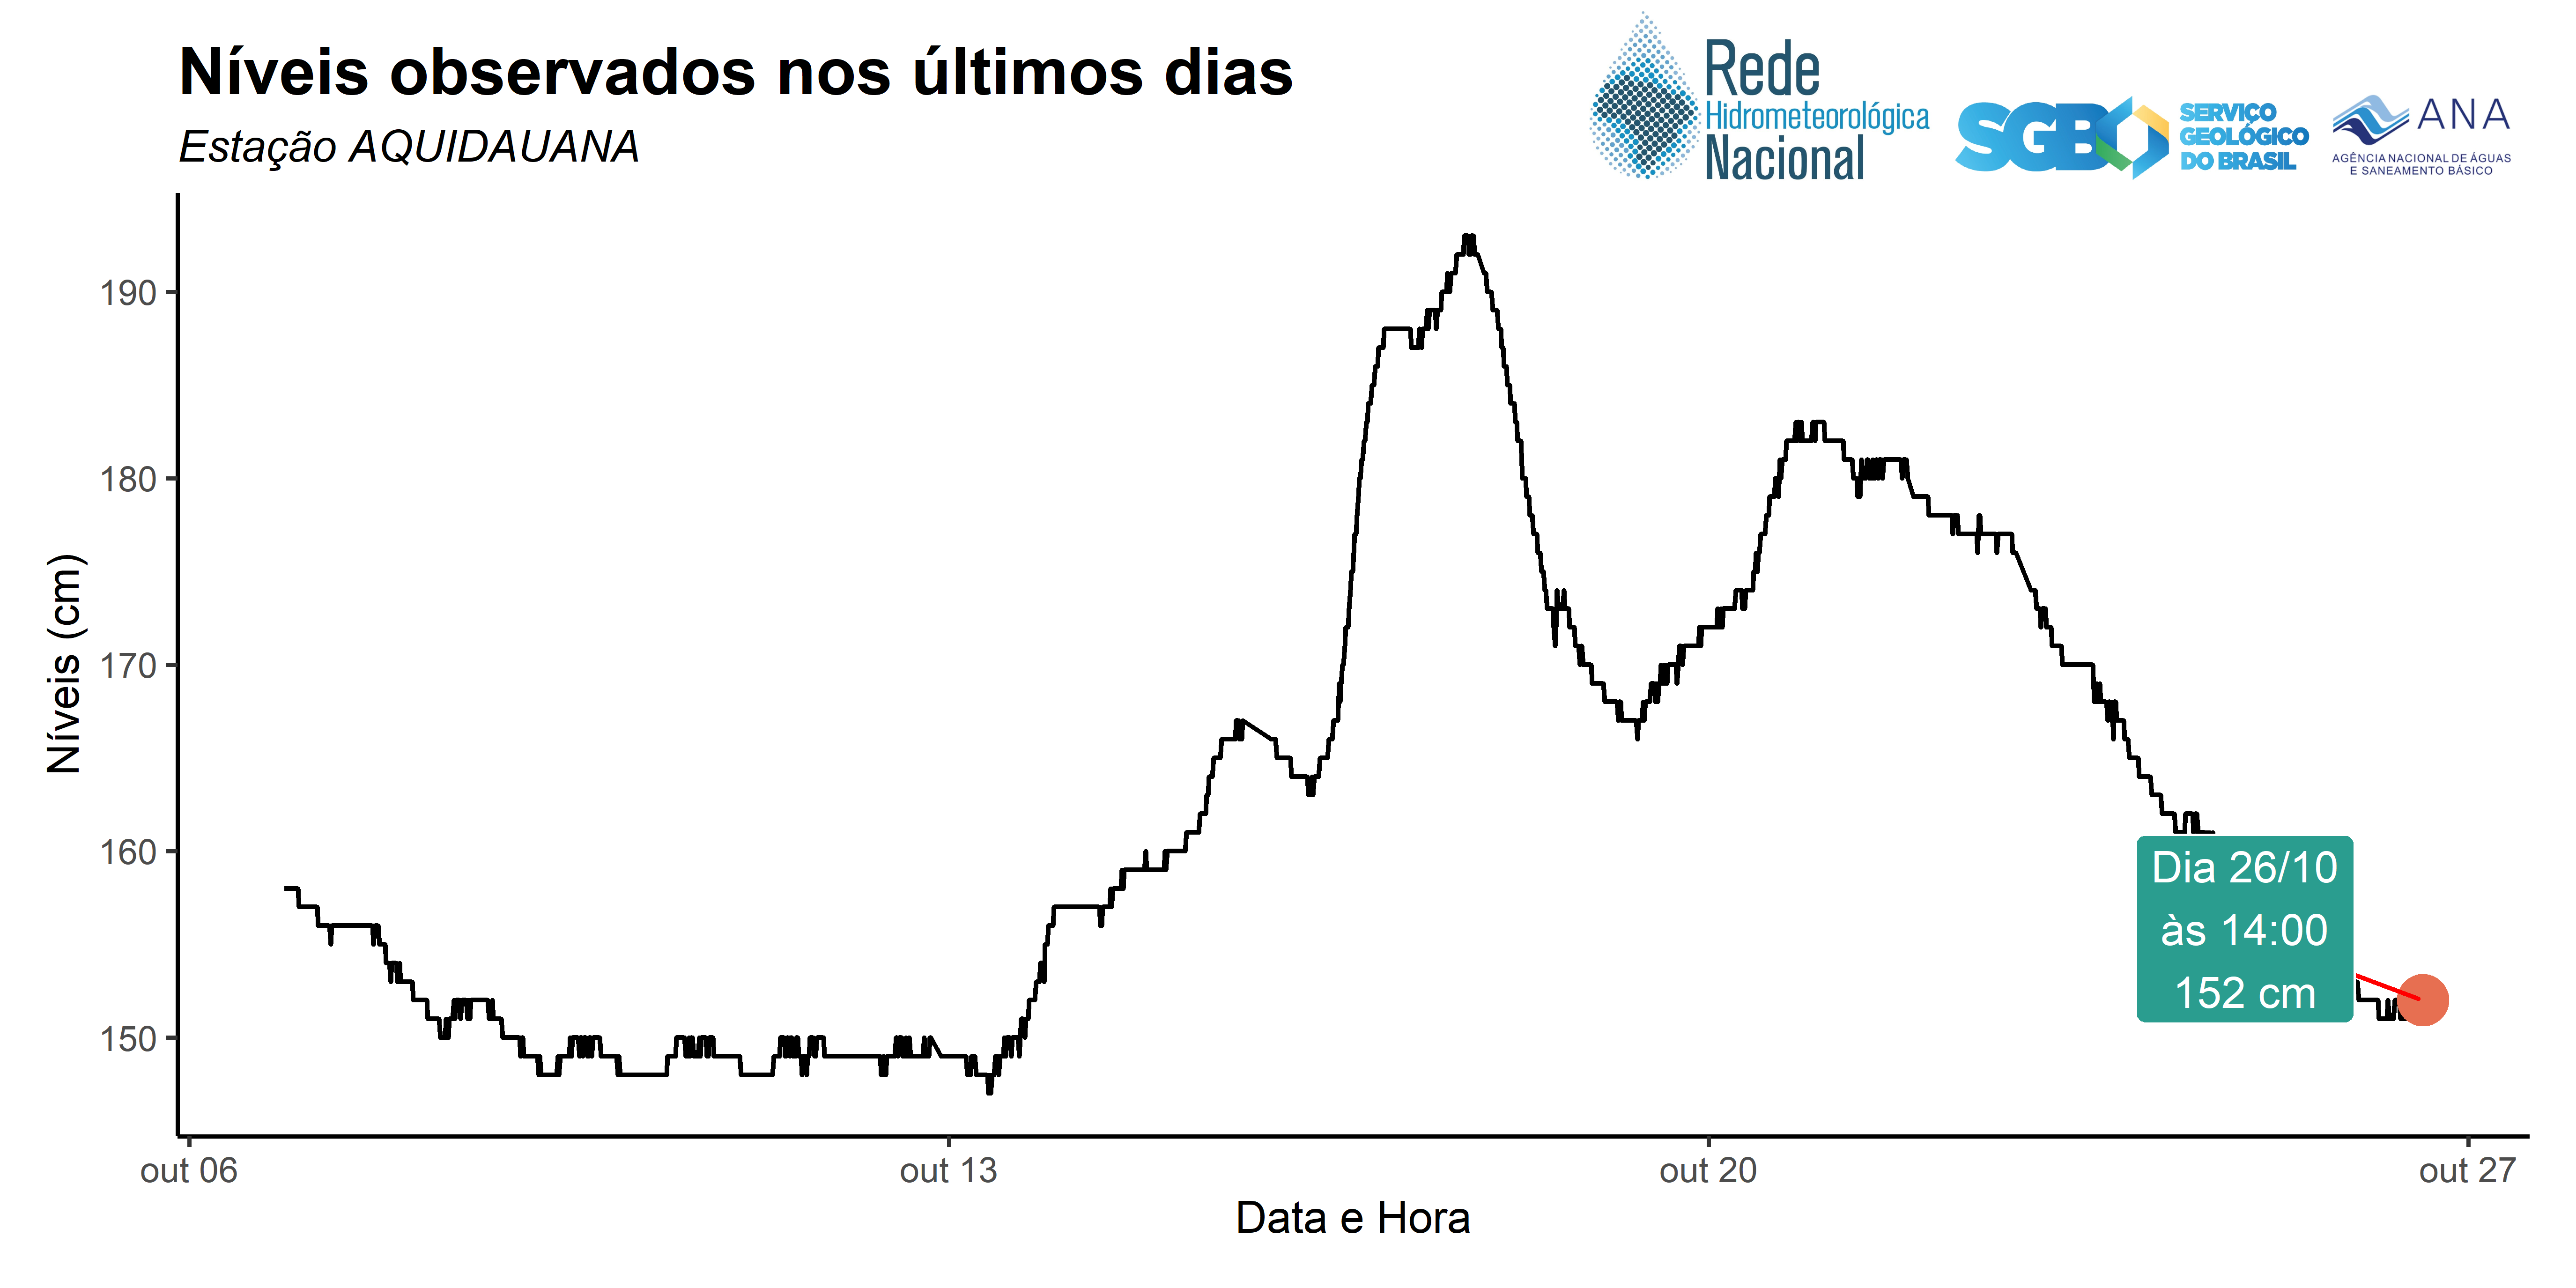 Níveis observados nos últimos dias
Estação AQUIDAUANA
Rede
Hidrometeorológica
Nacional
SGB
SERVIÇO
GEOLÓGICO
DO BRASIL
ANA
AGÊNCIA NACIONAL DE ÁGUAS
E SANEAMENTO BÁSICO
Níveis (cm)
190
180
170
160
150
Dia 26/10
às 14:00
152 cm
out 06
out 13
out 20
out 27
Data e Hora